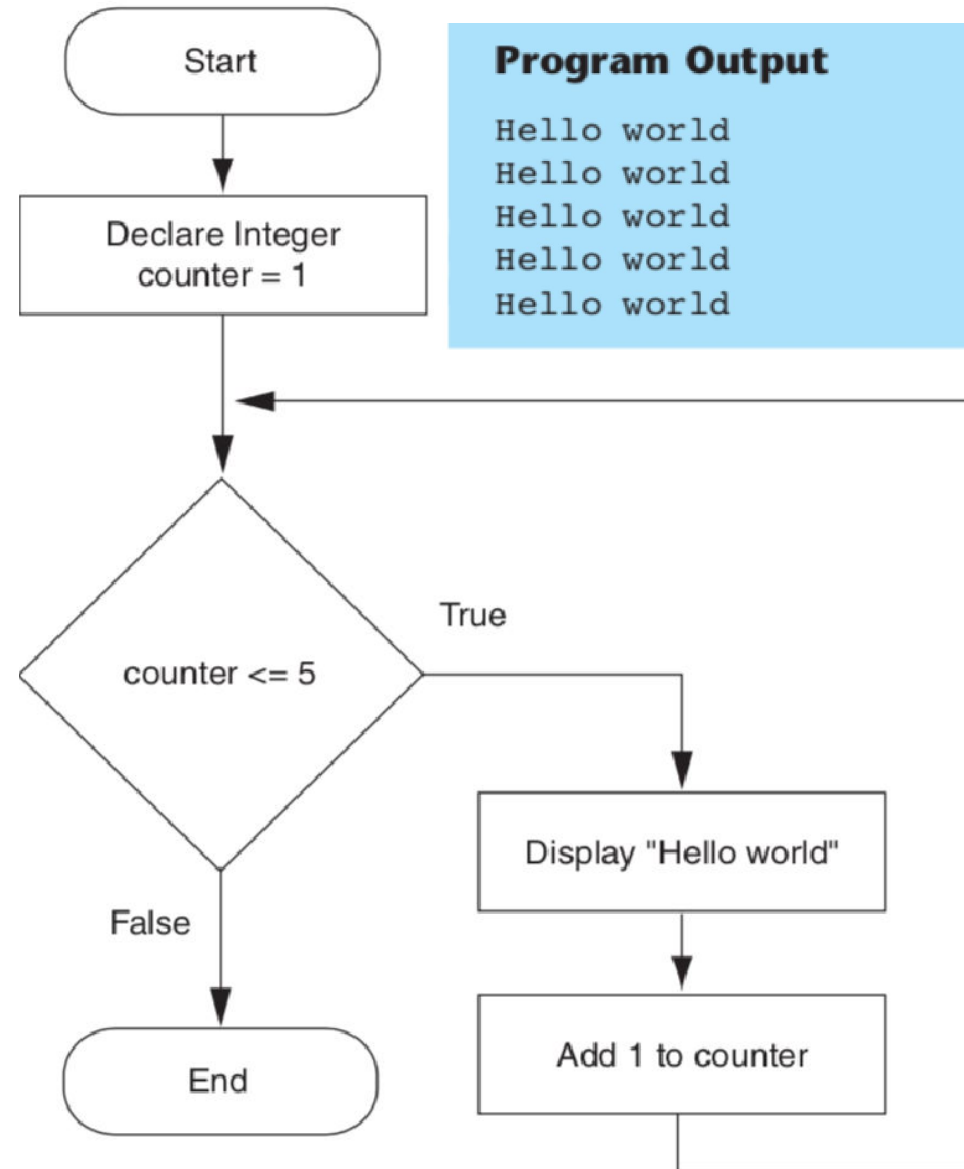 Start
Program Output
Hello world
Hello world
Hello world
Hello world
Hello world
Declare Integer
counter = 1
True
counter <= 5
Display "Hello world"
False
Add 1 to counter
End